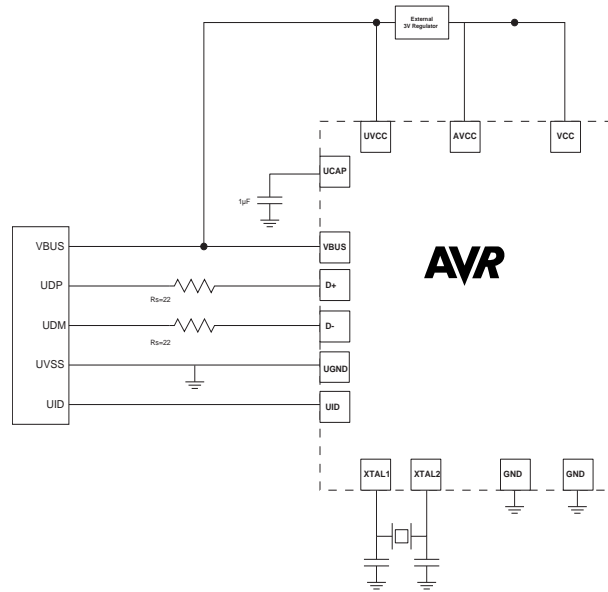 External
3V Regulator
UVCC
AVCC
VCC
UCAP
1µF
VBUS
VBUS
UDP
Rs=22
D+
UDM
Rs=22
D-
UVSS
UGND
UID
UID
AVR
XTAL1
XTAL2
GND
GND